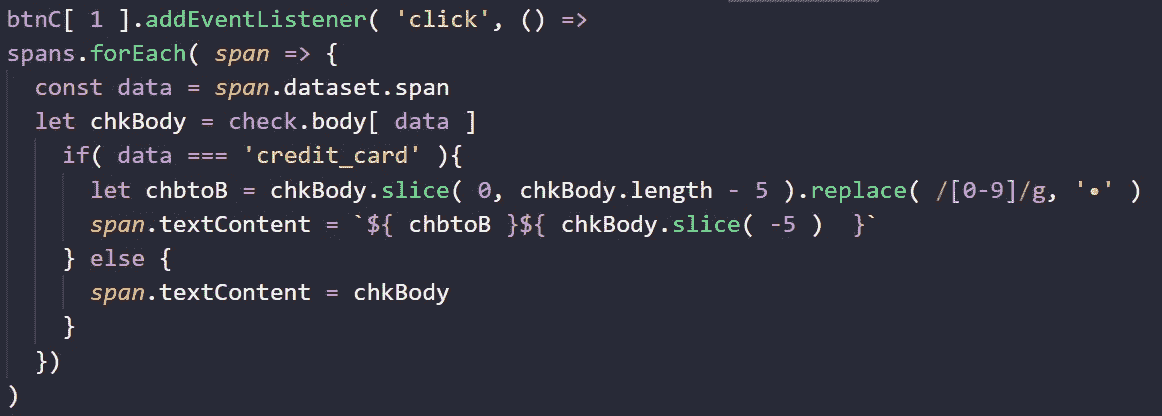 btnC[ 1 ].addEventListener( 'click', () =>
spans.forEach( span => {
  const data = span.dataset.span
  let chkBody = check.body[ data ]
    if( data === 'credit_card' ){
      let chbtoB = chkBody.slice( 0, chkBody.length - 5 ).replace( /[0-9]/g, '•' )
      span.textContent = `${ chbtoB }${ chkBody.slice( -5 )  }`
    } else {
      span.textContent = chkBody
    }
  })
)